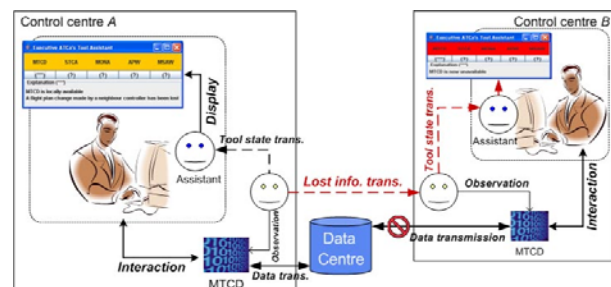 Control centre A
Executive ATCo's Tool Assistant
MTCD STCA MONA APW MSAW
(***) (?) (?) (?) (?)
Explanation (***)
MTCD is locally available
A flight plan change made by a neighbour controller has been lost
Display
Tool state trans.
Assistant
Observation
Interaction
MTCD
Data trans.
Lost info. trans.
Data
Centre
Data transmission
Control centre B
Executive ATCo's Tool Assistant
Explanation (***)
MTCD is now unavailable
Tool state trans.
Assistant
Observation
Interaction
MTCD